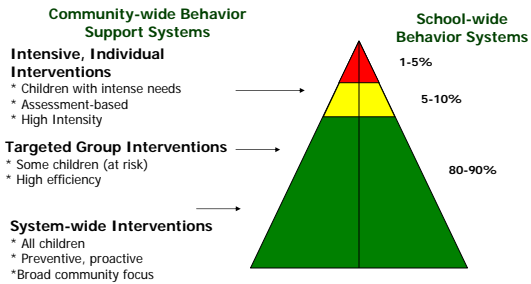 Community-wide Behavior
Support Systems
School-wide
Behavior Systems
Intensive, Individual
Interventions
* Children with intense needs
* Assessment-based
* High Intensity
1-5%
5-10%
Targeted Group Interventions
* Some children (at risk)
* High efficiency
80-90%
System-wide Interventions
* All children
* Preventive, proactive
*Broad community focus